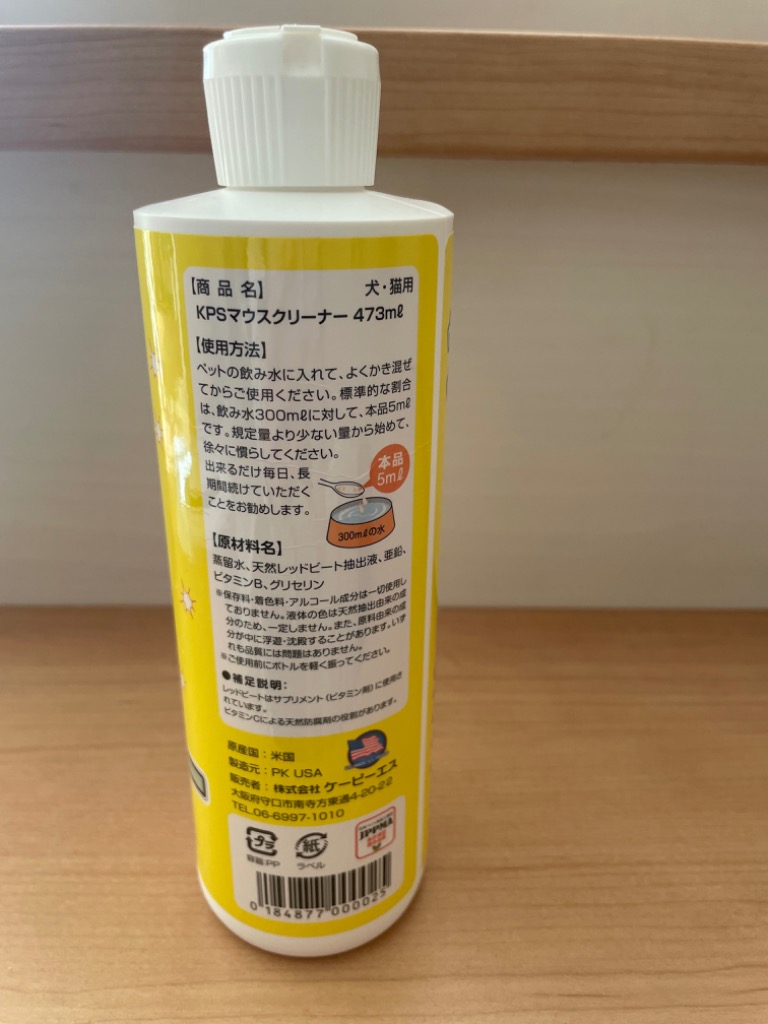 【商品名】 犬・猫用
KPSマウスクリーナー 473mℓ
【使用方法】
ペットの飲み水に入れて、よくかき混ぜ
てからご使用ください。標準的な割合
は、飲み水300mℓに対して、本品5mℓ
です。規定量より少ない量から始めて、
徐々に慣らしてください。
出来るだけ毎日、長
期間続けていただく
ことをお勧めします。
本品
5mℓ
300mℓの水
【原材料名】
蒸留水、天然レッドビート抽出液、亜鉛、
ビタミンB、グリセリン
※保存料・着色料・アルコール成分は一切使用し
ておりません。液体の色は天然抽出由来の成
分のため、一定しません。また、原料由来の成
分が中に浮遊・沈殿することがあります。いず
れも品質には問題はありません。
※ご使用前にボトルを軽く振ってください。
●補足説明:
レッドビートはサプリメント(ビタミン剤)に使用さ
れています。
ビタミンCによる天然防腐剤の役割があります。
原産国:米国
製造元:PK USA
販売者:株式会社 ケーピーエス
大阪府守口市南寺方東通4-20-22
TEL.06-6997-1010
プラ
容器PP
紙
ラベル
JPPMA
0 184877 000025